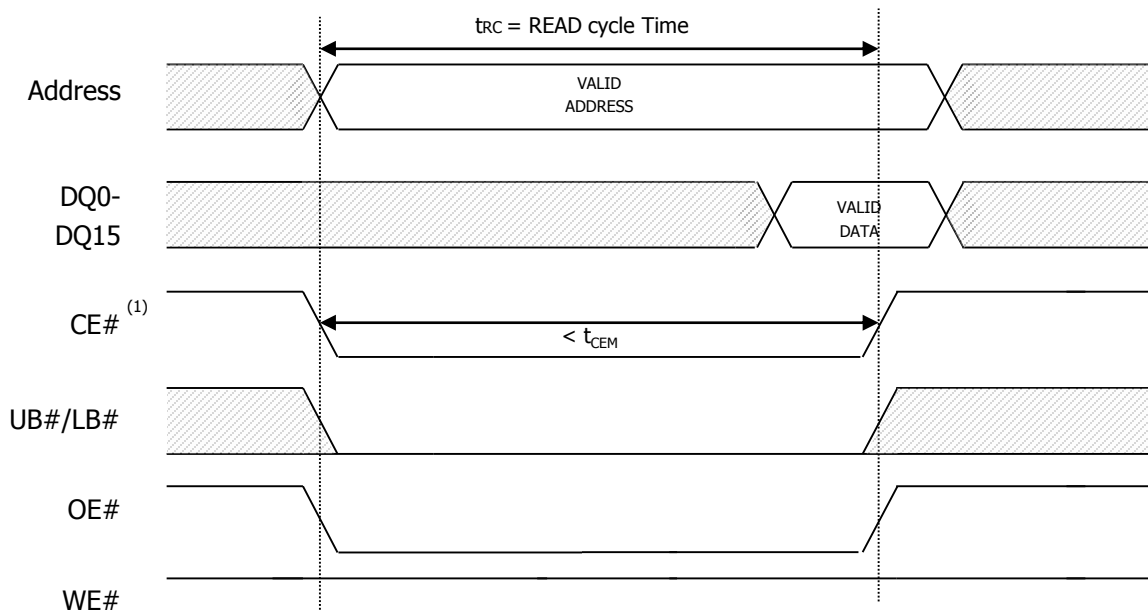 tRC = READ cycle Time
Address
VALID
ADDRESS
DQ0-
DQ15
VALID
DATA
CE# (1)
< tCEM
UB#/LB#
OE#
WE#